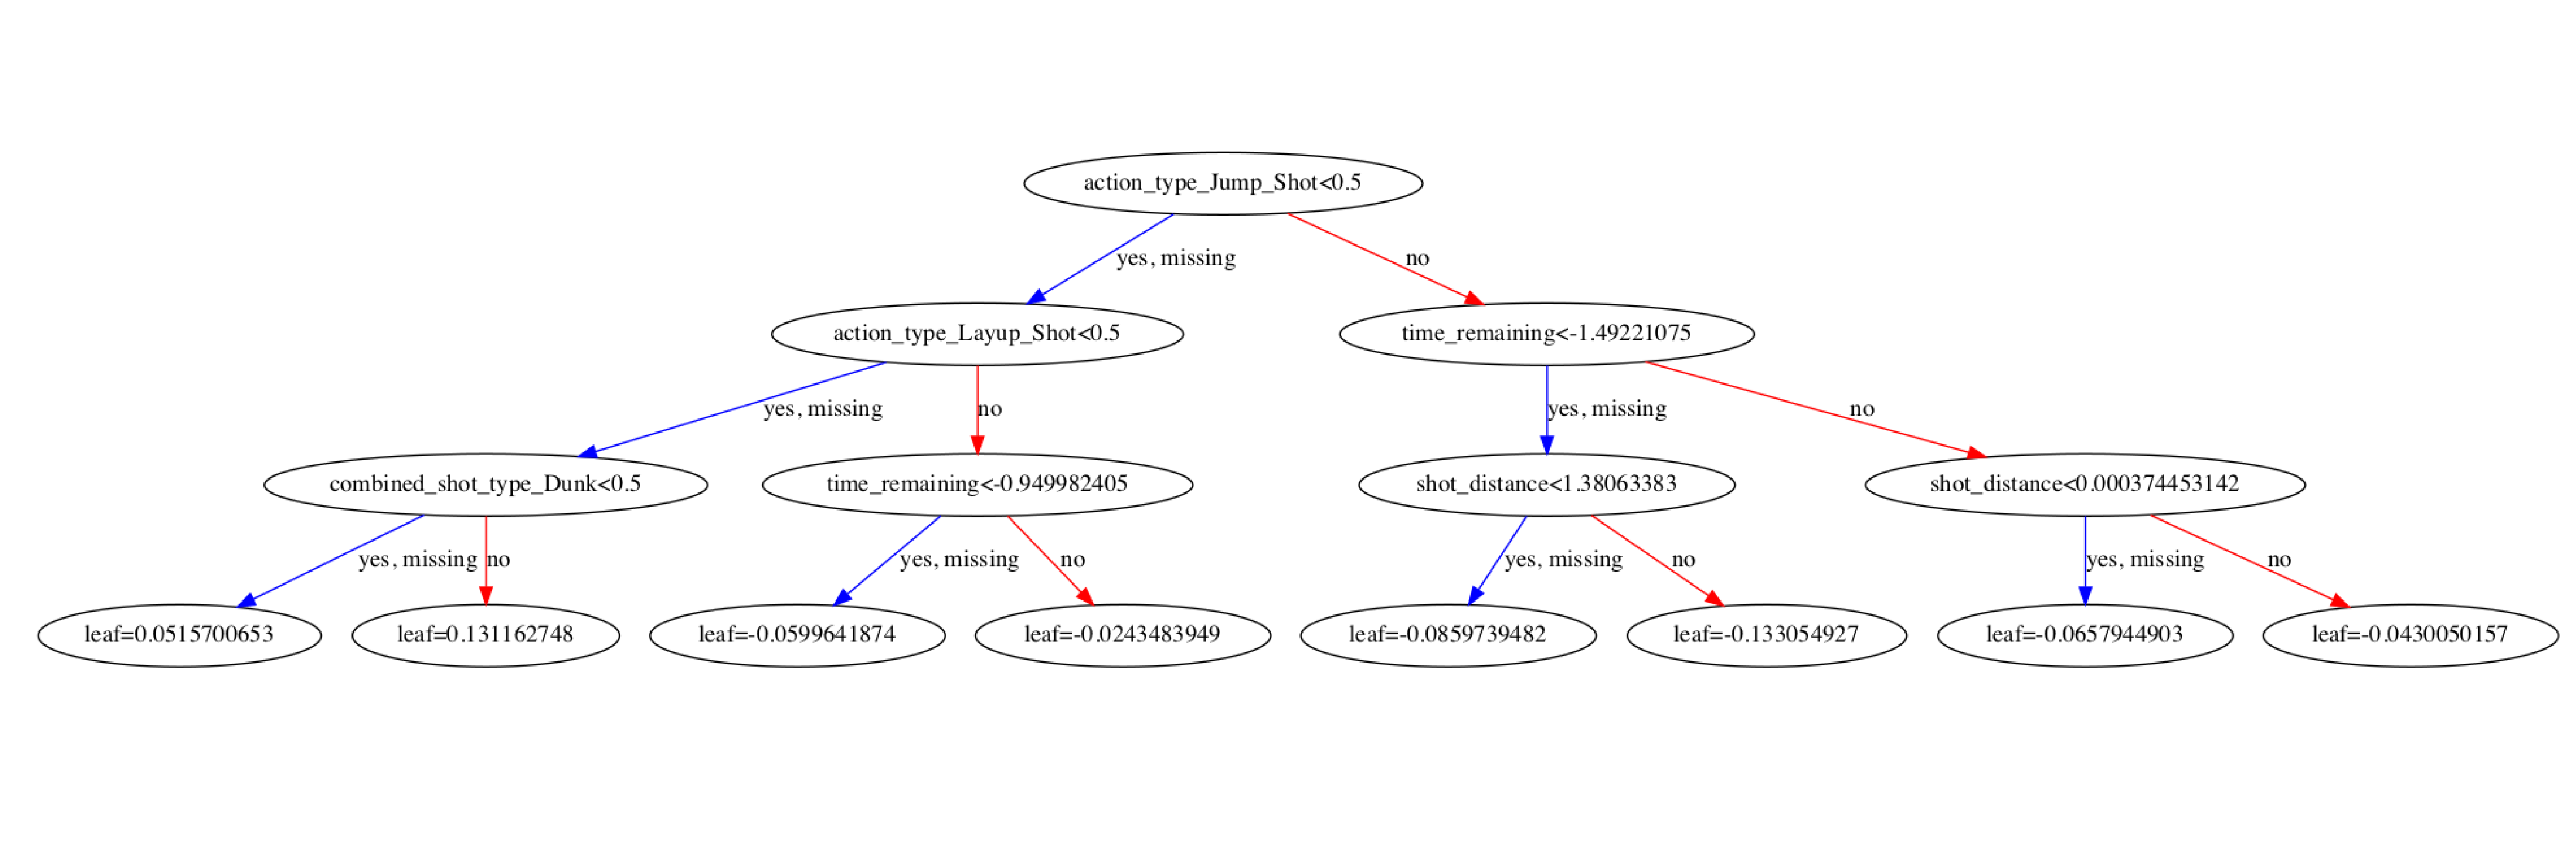 action_type_Jump_Shot<0.5
yes, missing
no
action_type_Layup_Shot<0.5
time_remaining<-1.49221075
yes, missing
no
yes, missing
no
combined_shot_type_Dunk<0.5
time_remaining<-0.949982405
shot_distance<1.38063383
shot_distance<0.000374453142
yes, missing
no
yes, missing
no
yes, missing
no
yes, missing
no
leaf=0.0515700653
leaf=0.131162748
leaf=-0.0599641874
leaf=-0.0243483949
leaf=-0.0859739482
leaf=-0.133054927
leaf=-0.0657944903
leaf=-0.0430050157